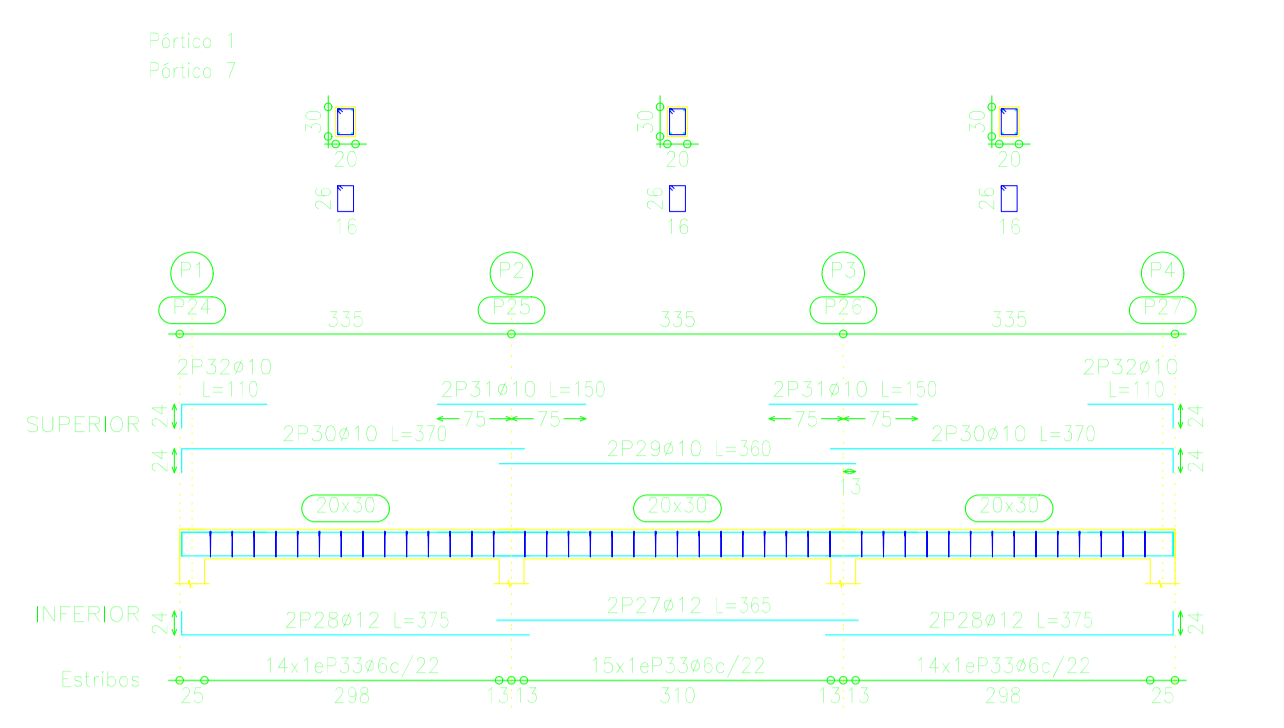 Pórtico 1
Pórtico 7
30 30 30
20 20 20
26 26 26
16 16 16
P1 P2 P3 P4
P24 P25 P26 P27
335 335 335
2P32ø10 2P32ø10
L=110 2P31ø10 L=150 2P31ø10 L=150 L=110
SUPERIOR 24 75 75 75 75 24
2P30ø10 L=370 2P30ø10 L=370
24 2P29ø10 L=360 24
13
20x30 20x30 20x30
INFERIOR 24 2P27ø12 L=365 24
2P28ø12 L=375 2P28ø12 L=375
14x1eP33ø6c/22 15x1eP33ø6c/22 14x1eP33ø6c/22
Estribos
25 298 13 13 310 13 13 298 25